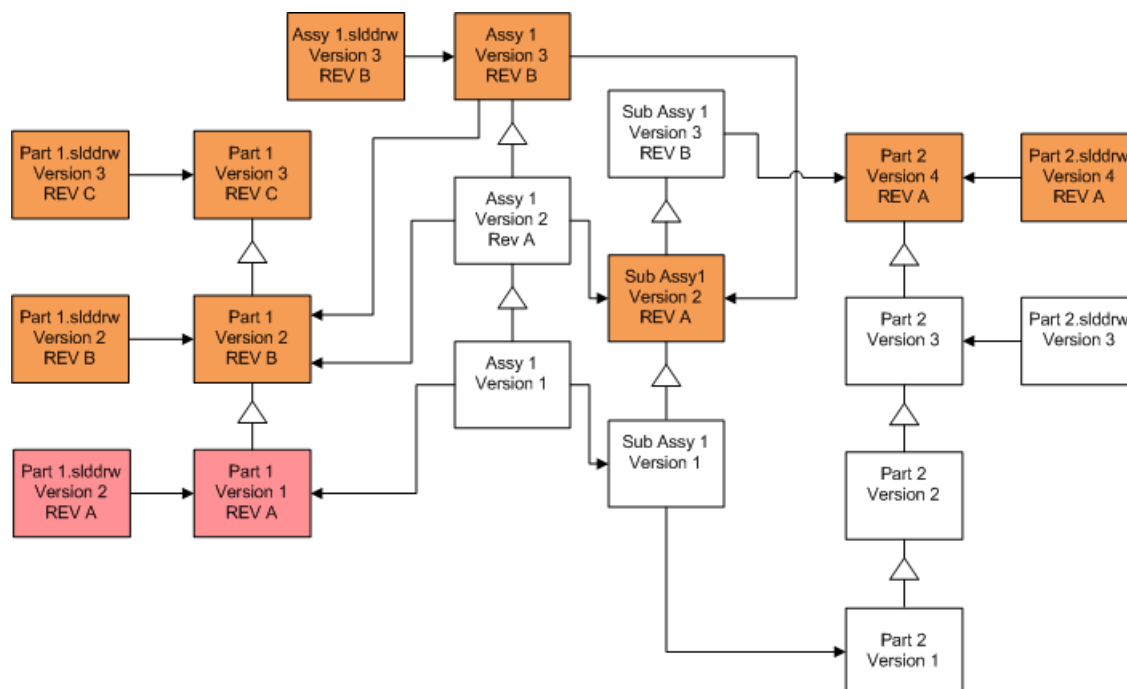 Assy 1.slddrw
Version 3
REV B
Assy 1
Version 3
REV B
Sub Assy 1
Version 3
REV B
Part 1.slddrw
Version 3
REV C
Part 1
Version 3
REV C
Part 2
Version 4
REV A
Part 2.slddrw
Version 4
REV A
Assy 1
Version 2
Rev A
Sub Assy1
Version 2
REV A
Part 1.slddrw
Version 2
REV B
Part 1
Version 2
REV B
Part 2
Version 3
Part 2.slddrw
Version 3
Assy 1
Version 1
Sub Assy 1
Version 1
Part 1.slddrw
Version 2
REV A
Part 1
Version 1
REV A
Part 2
Version 2
Part 2
Version 1